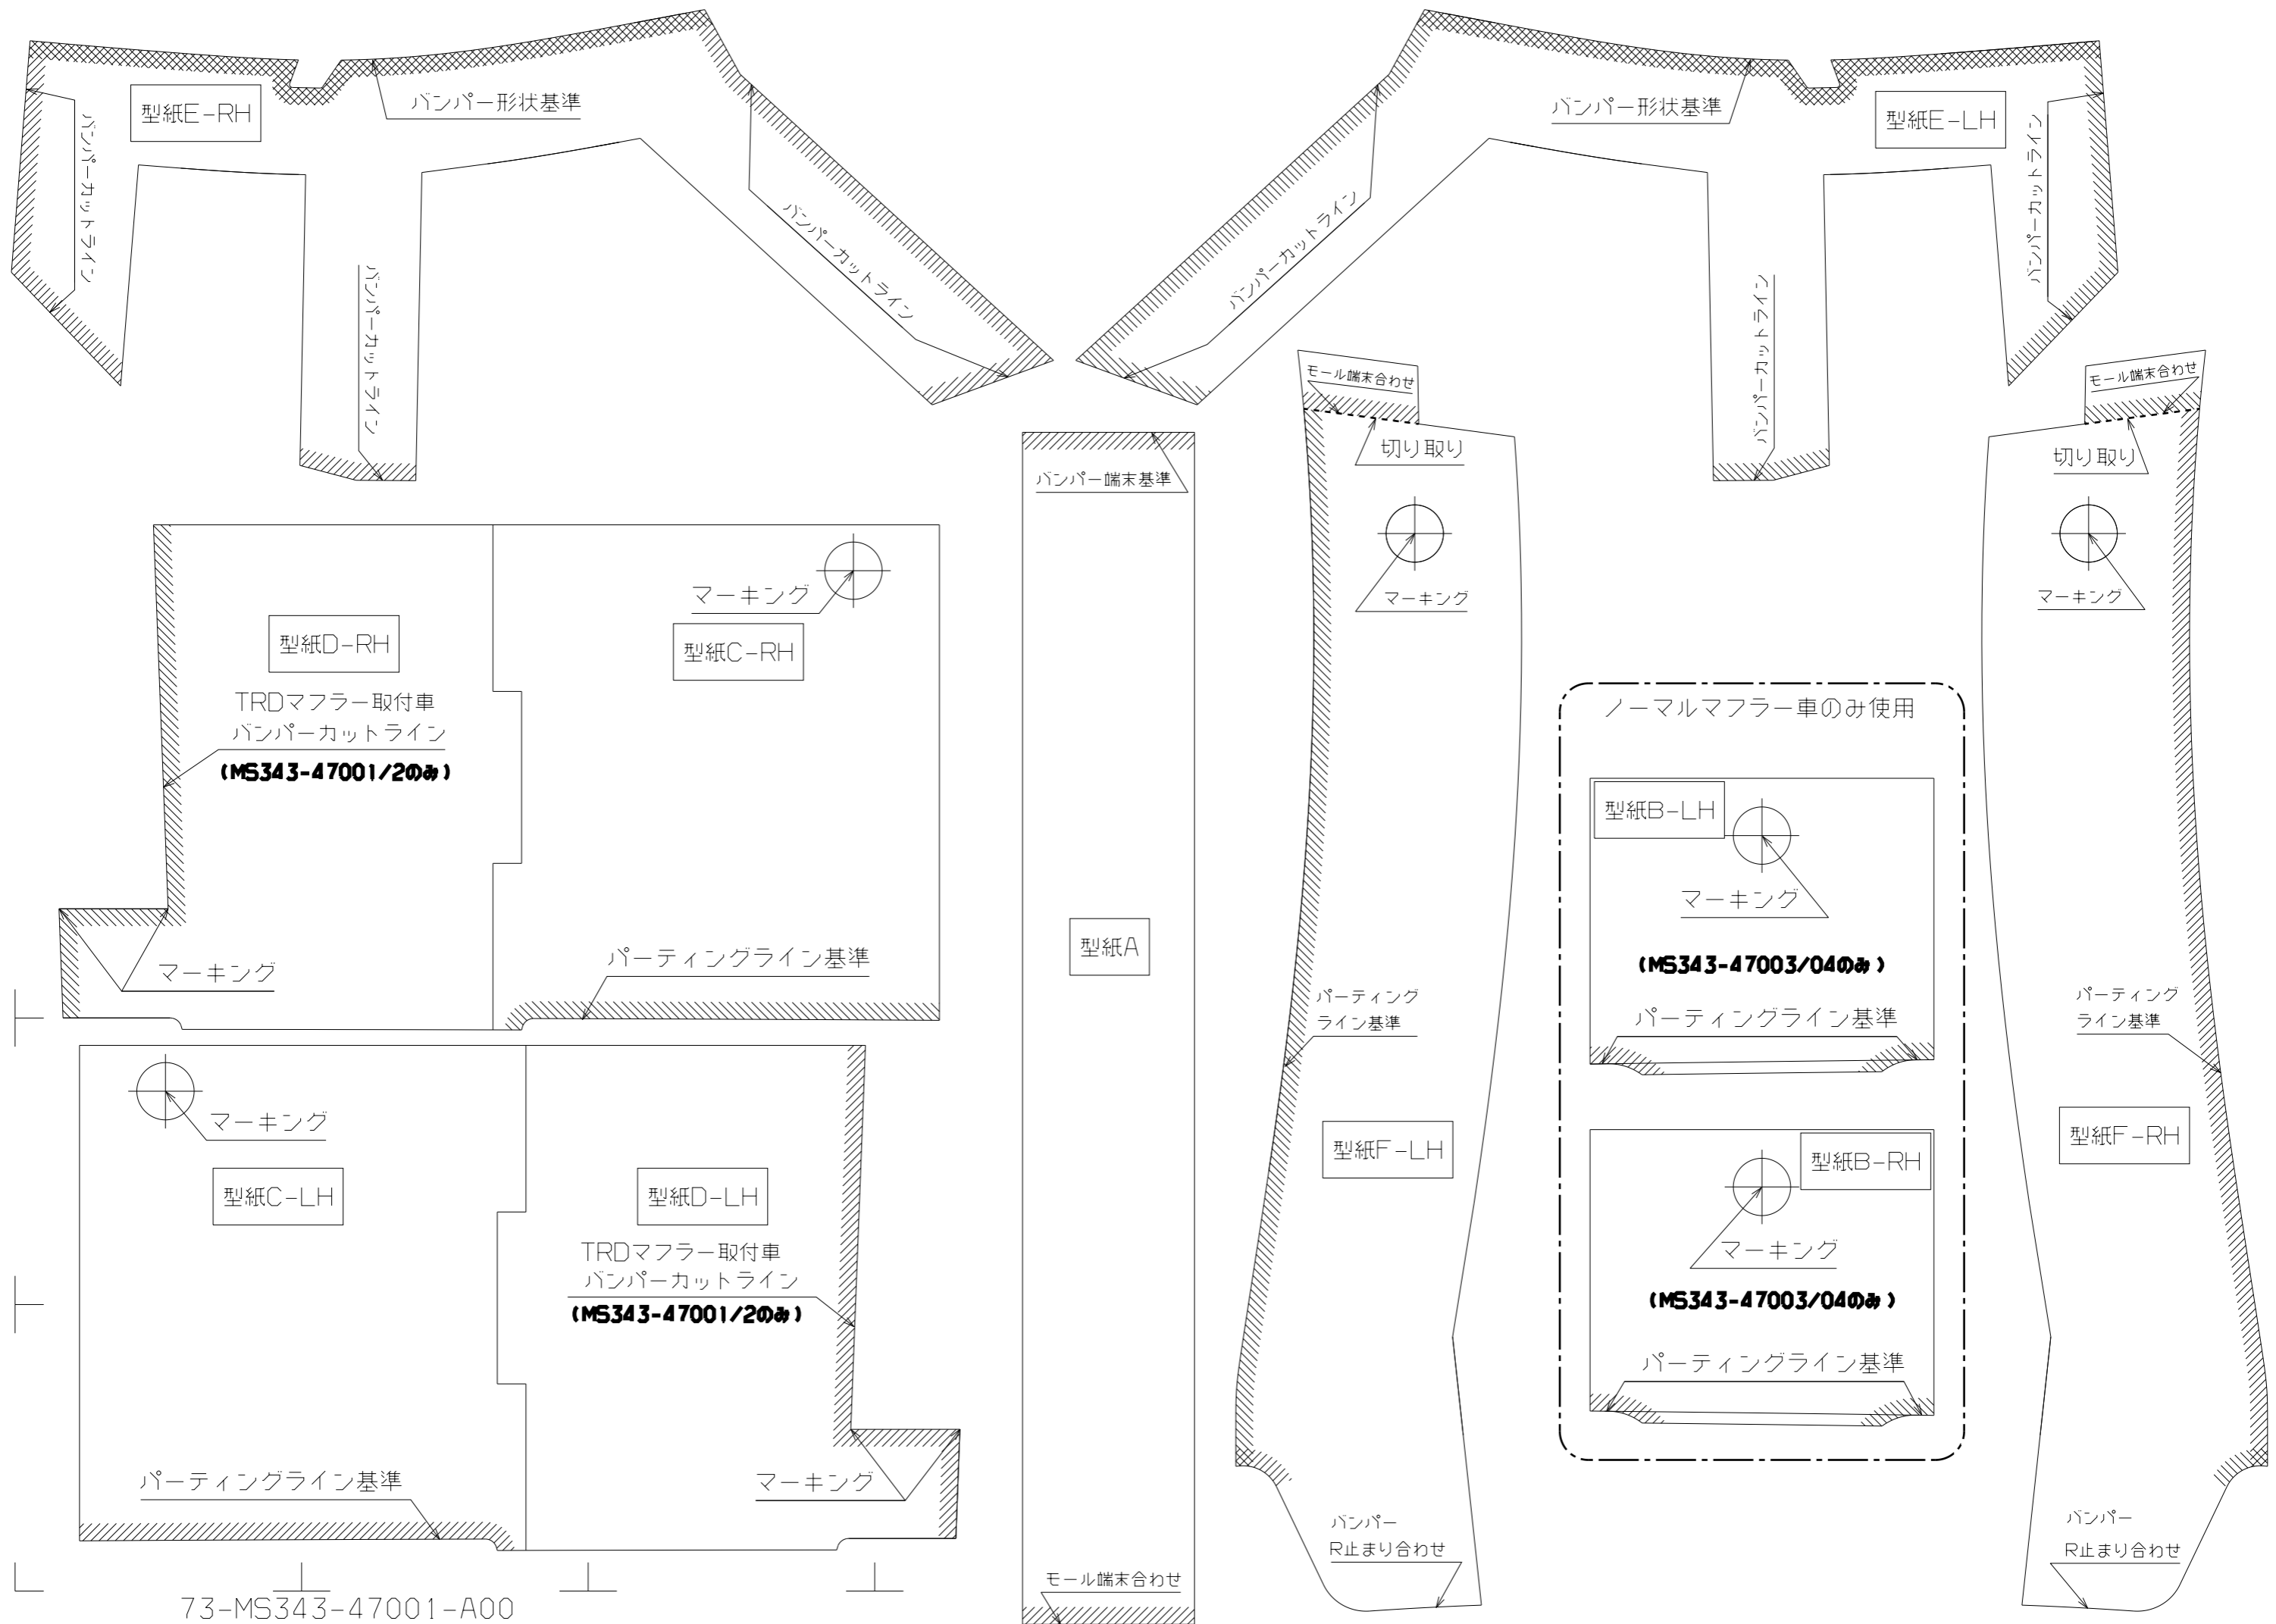 型紙E-RH
バンパー形状基準
バンパーカットライン
バンパーカットライン
バンパーカットライン
バンパー形状基準
型紙E-LH
バンパーカットライン
バンパーカットライン
バンパーカットライン
モール端末合わせ
切り取り
マーキング
モール端末合わせ
切り取り
マーキング
バンパー端末基準
マーキング
型紙D-RH
型紙C-RH
TRDマフラー取付車
バンパーカットライン
(MS343-47001/2のみ)
マーキング
パーティングライン基準
型紙A
ノーマルマフラー車のみ使用
型紙B-LH
マーキング
(MS343-47003/04のみ)
パーティングライン基準
パーティング
ライン基準
パーティング
ライン基準
マーキング
型紙C-LH
型紙D-LH
TRDマフラー取付車
バンパーカットライン
(MS343-47001/2のみ)
型紙F-LH
型紙B-RH
マーキング
(MS343-47003/04のみ)
パーティングライン基準
型紙F-RH
パーティングライン基準
マーキング
バンパー
R止まり合わせ
バンパー
R止まり合わせ
モール端末合わせ
73-MS343-47001-A00